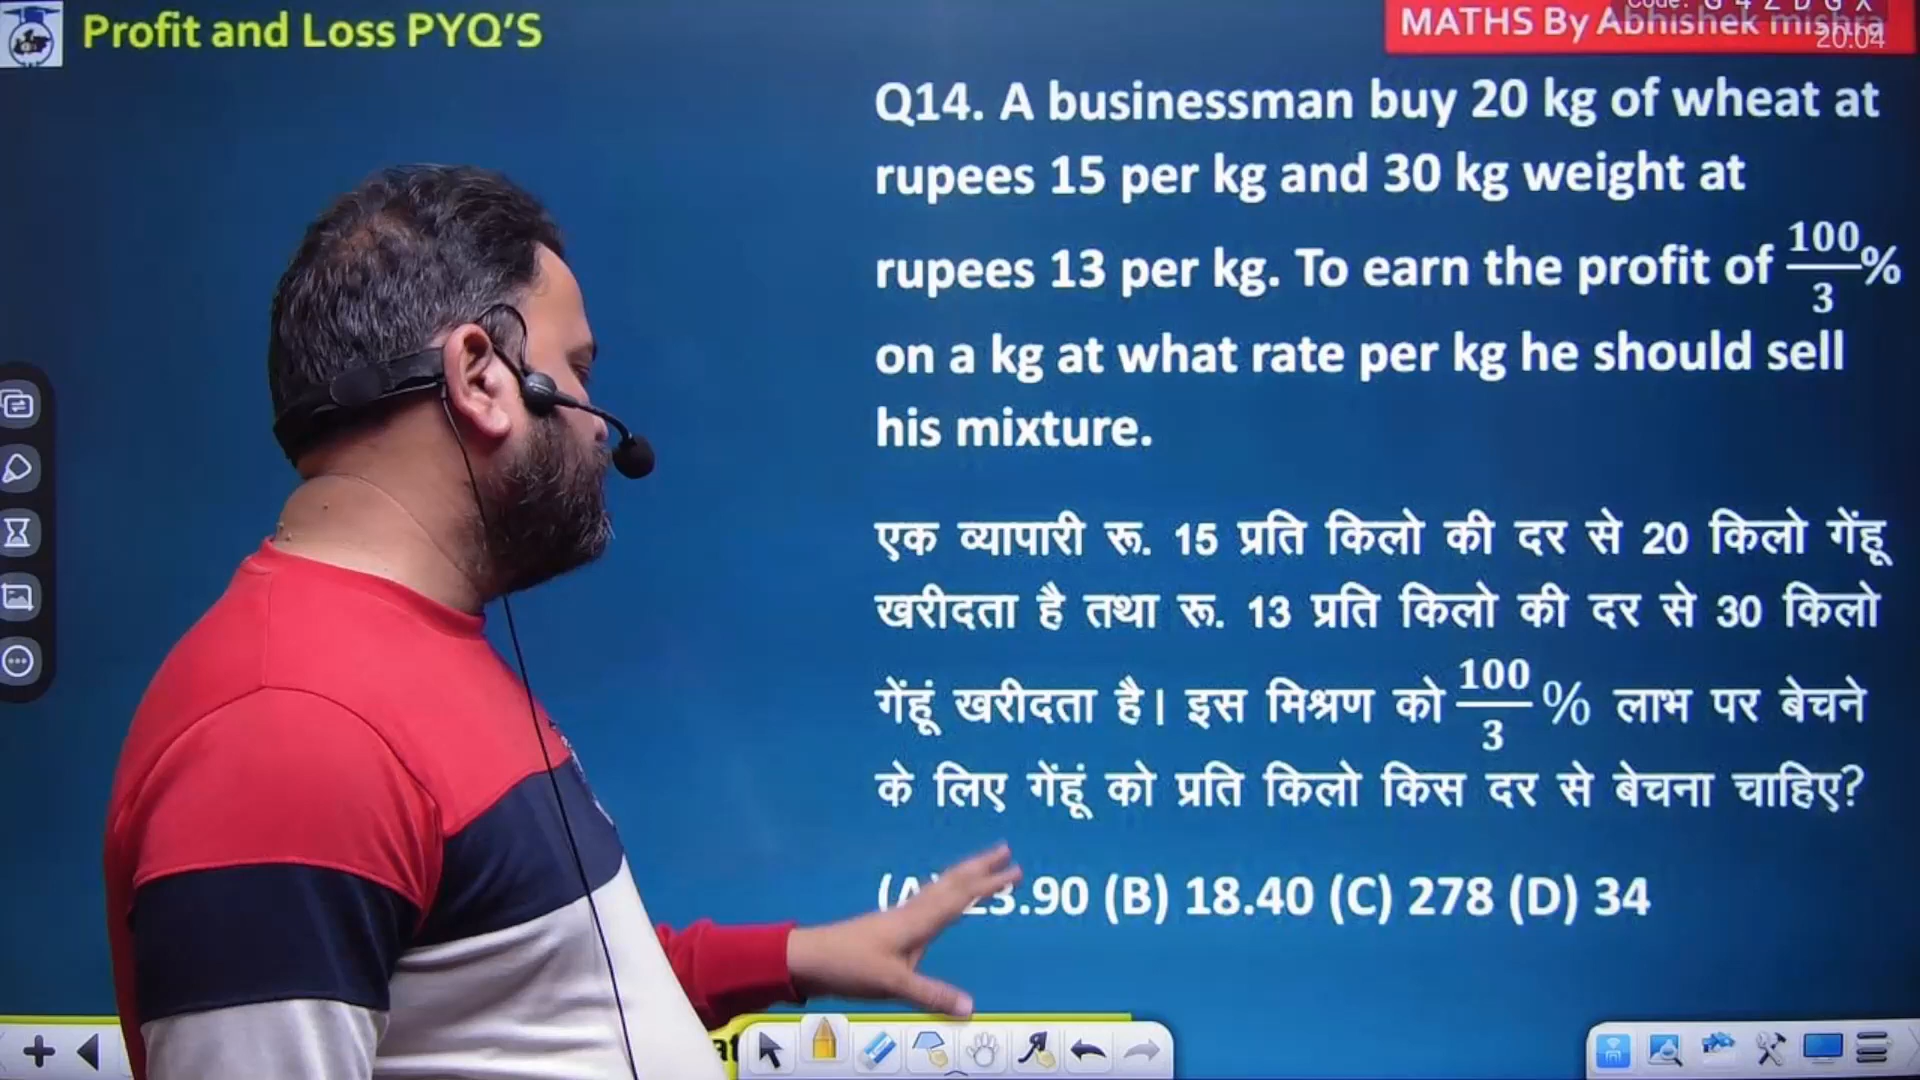 Profit and Loss PYQ'S
MATHS By Abhishek mishra
20:04
Q14. A businessman buy 20 kg of wheat at
rupees 15 per kg and 30 kg weight at
rupees 13 per kg. To earn the profit of 100/3%
on a kg at what rate per kg he should sell
his mixture.
एक व्यापारी रू. 15 प्रति किलो की दर से 20 किलो गेंहू
खरीदता है तथा रू. 13 प्रति किलो की दर से 30 किलो
गेंहूं खरीदता है। इस मिश्रण को 100/3% लाभ पर बेचने
के लिए गेंहूं को प्रति किलो किस दर से बेचना चाहिए?
23.90 (B) 18.40 (C) 278 (D) 34